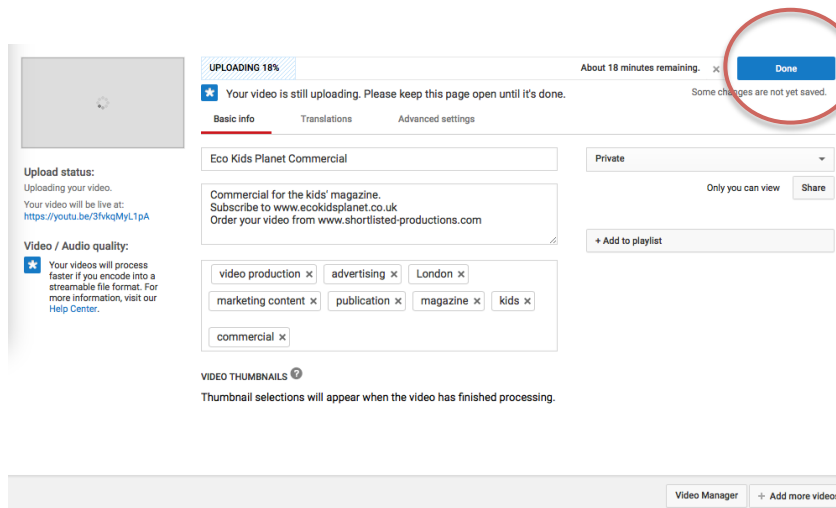 UPLOADING 18%
About 18 minutes remaining. ×
Done
Your video is still uploading. Please keep this page open until it's done.
Some changes are not yet saved.
Basic info
Translations
Advanced settings
Upload status:
Uploading your video.
Your video will be live at:
https://youtu.be/3fvkqMyL1pA
Video / Audio quality:
Your videos will process
faster if you encode into a
streamable file format. For
more information, visit our
Help Center.
Eco Kids Planet Commercial
Commercial for the kids' magazine.
Subscribe to www.ecokidsplanet.co.uk
Order your video from www.shortlisted-productions.com
video production × advertising × London ×
marketing content × publication × magazine × kids ×
commercial ×
VIDEO THUMBNAILS ?
Thumbnail selections will appear when the video has finished processing.
Private
Only you can view
Share
+ Add to playlist
Video Manager
+ Add more videos